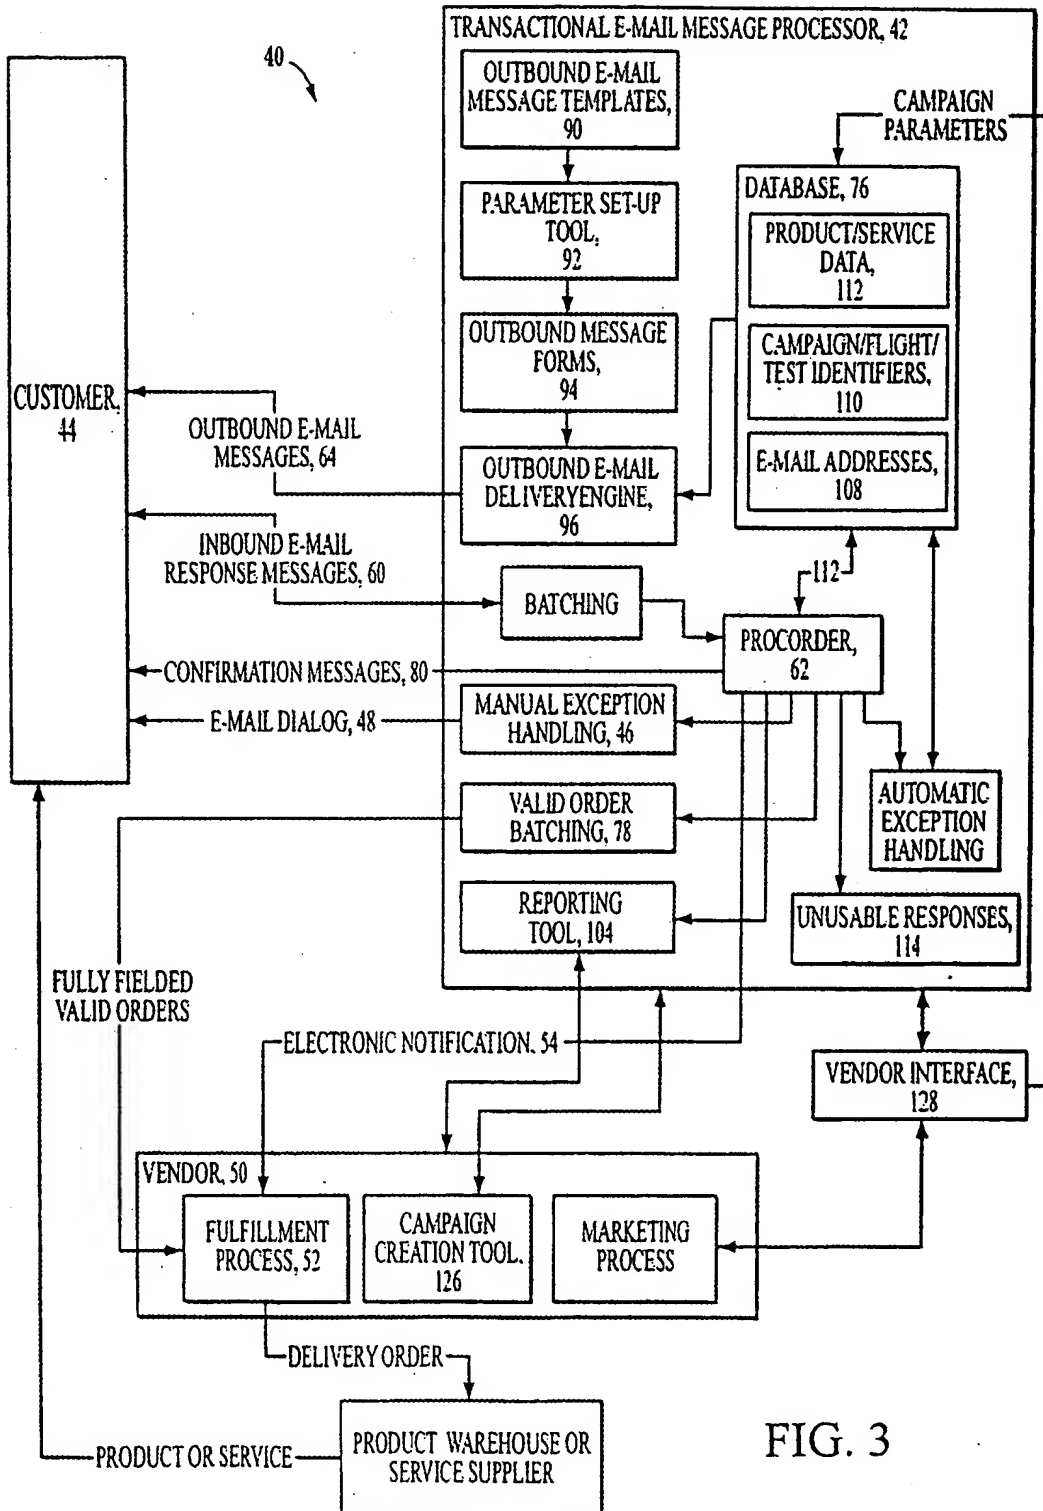 TRANSACTIONAL E-MAIL MESSAGE PROCESSOR, 42
40
OUTBOUND E-MAIL
MESSAGE TEMPLATES,
90
CAMPAIGN
PARAMETERS
PARAMETER SET-UP
TOOL,
92
DATABASE, 76
PRODUCT/SERVICE
DATA,
112
OUTBOUND MESSAGE
FORMS,
94
CAMPAIGN/FLIGHT/
TEST IDENTIFIERS,
110
CUSTOMER,
44
OUTBOUND E-MAIL
MESSAGES, 64
OUTBOUND E-MAIL
DELIVERYENGINE,
96
E-MAIL ADDRESSES,
108
INBOUND E-MAIL
RESPONSE MESSAGES, 60
BATCHING
112
PROCORDER,
62
CONFIRMATION MESSAGES, 80
E-MAIL DIALOG, 48
MANUAL EXCEPTION
HANDLING, 46
VALID ORDER
BATCHING, 78
AUTOMATIC
EXCEPTION
HANDLING
REPORTING
TOOL, 104
UNUSABLE RESPONSES,
114
FULLY FIELDED
VALID ORDERS
ELECTRONIC NOTIFICATION, 54
VENDOR INTERFACE,
128
VENDOR, 50
FULFILLMENT
PROCESS, 52
CAMPAIGN
CREATION TOOL,
126
MARKETING
PROCESS
DELIVERY ORDER
PRODUCT OR SERVICE
PRODUCT WAREHOUSE OR
SERVICE SUPPLIER
FIG. 3